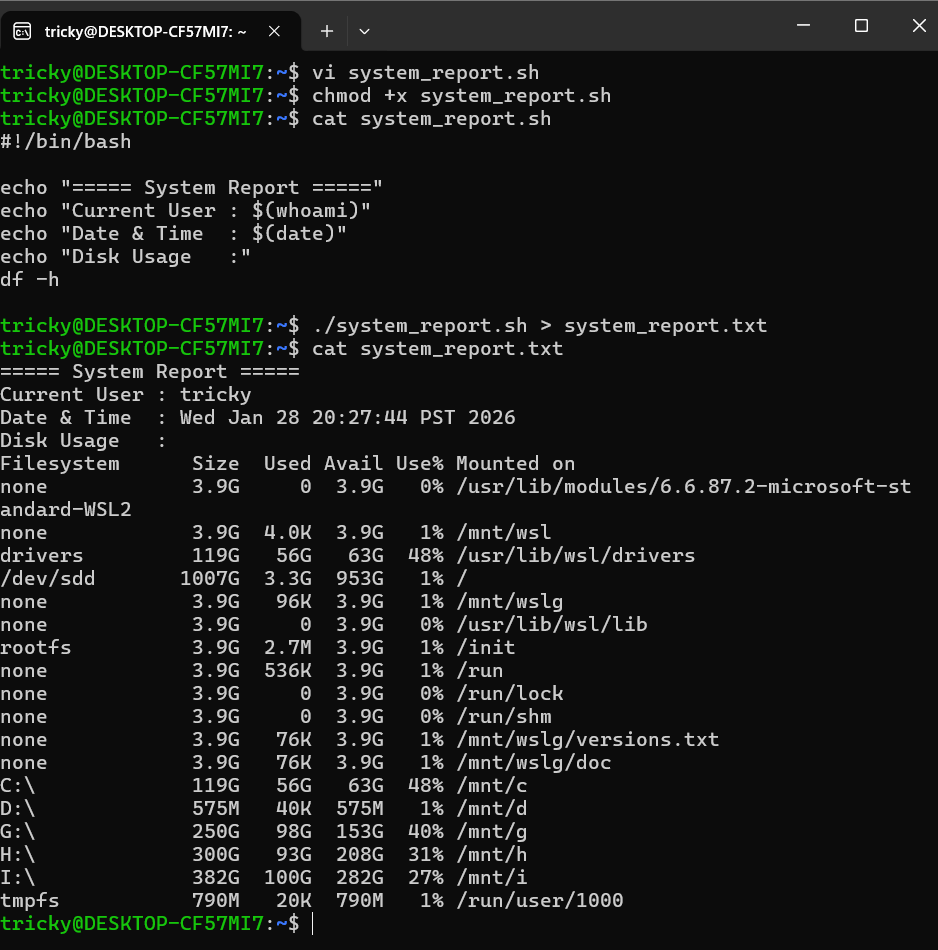 tricky@DESKTOP-CF57MI7: ~
tricky@DESKTOP-CF57MI7:~$ vi system_report.sh
tricky@DESKTOP-CF57MI7:~$ chmod +x system_report.sh
tricky@DESKTOP-CF57MI7:~$ cat system_report.sh
#!/bin/bash

echo "===== System Report ====="
echo "Current User : $(whoami)"
echo "Date & Time  : $(date)"
echo "Disk Usage   :"
df -h

tricky@DESKTOP-CF57MI7:~$ ./system_report.sh > system_report.txt
tricky@DESKTOP-CF57MI7:~$ cat system_report.txt
===== System Report =====
Current User : tricky
Date & Time  : Wed Jan 28 20:27:44 PST 2026
Disk Usage   :
Filesystem      Size  Used Avail Use% Mounted on
none            3.9G     0  3.9G   0% /usr/lib/modules/6.6.87.2-microsoft-st
andard-WSL2
none            3.9G  4.0K  3.9G   1% /mnt/wsl
drivers         119G   56G   63G  48% /usr/lib/wsl/drivers
/dev/sdd       1007G  3.3G  953G   1% /
none            3.9G   96K  3.9G   1% /mnt/wslg
none            3.9G     0  3.9G   0% /usr/lib/wsl/lib
rootfs          3.9G  2.7M  3.9G   1% /init
none            3.9G  536K  3.9G   1% /run
none            3.9G     0  3.9G   0% /run/lock
none            3.9G     0  3.9G   0% /run/shm
none            3.9G   76K  3.9G   1% /mnt/wslg/versions.txt
none            3.9G   76K  3.9G   1% /mnt/wslg/doc
C:\             119G   56G   63G  48% /mnt/c
D:\             575M   40K  575M   1% /mnt/d
G:\             250G   98G  153G  40% /mnt/g
H:\             300G   93G  208G  31% /mnt/h
I:\             382G  100G  282G  27% /mnt/i
tmpfs           790M   20K  790M   1% /run/user/1000
tricky@DESKTOP-CF57MI7:~$